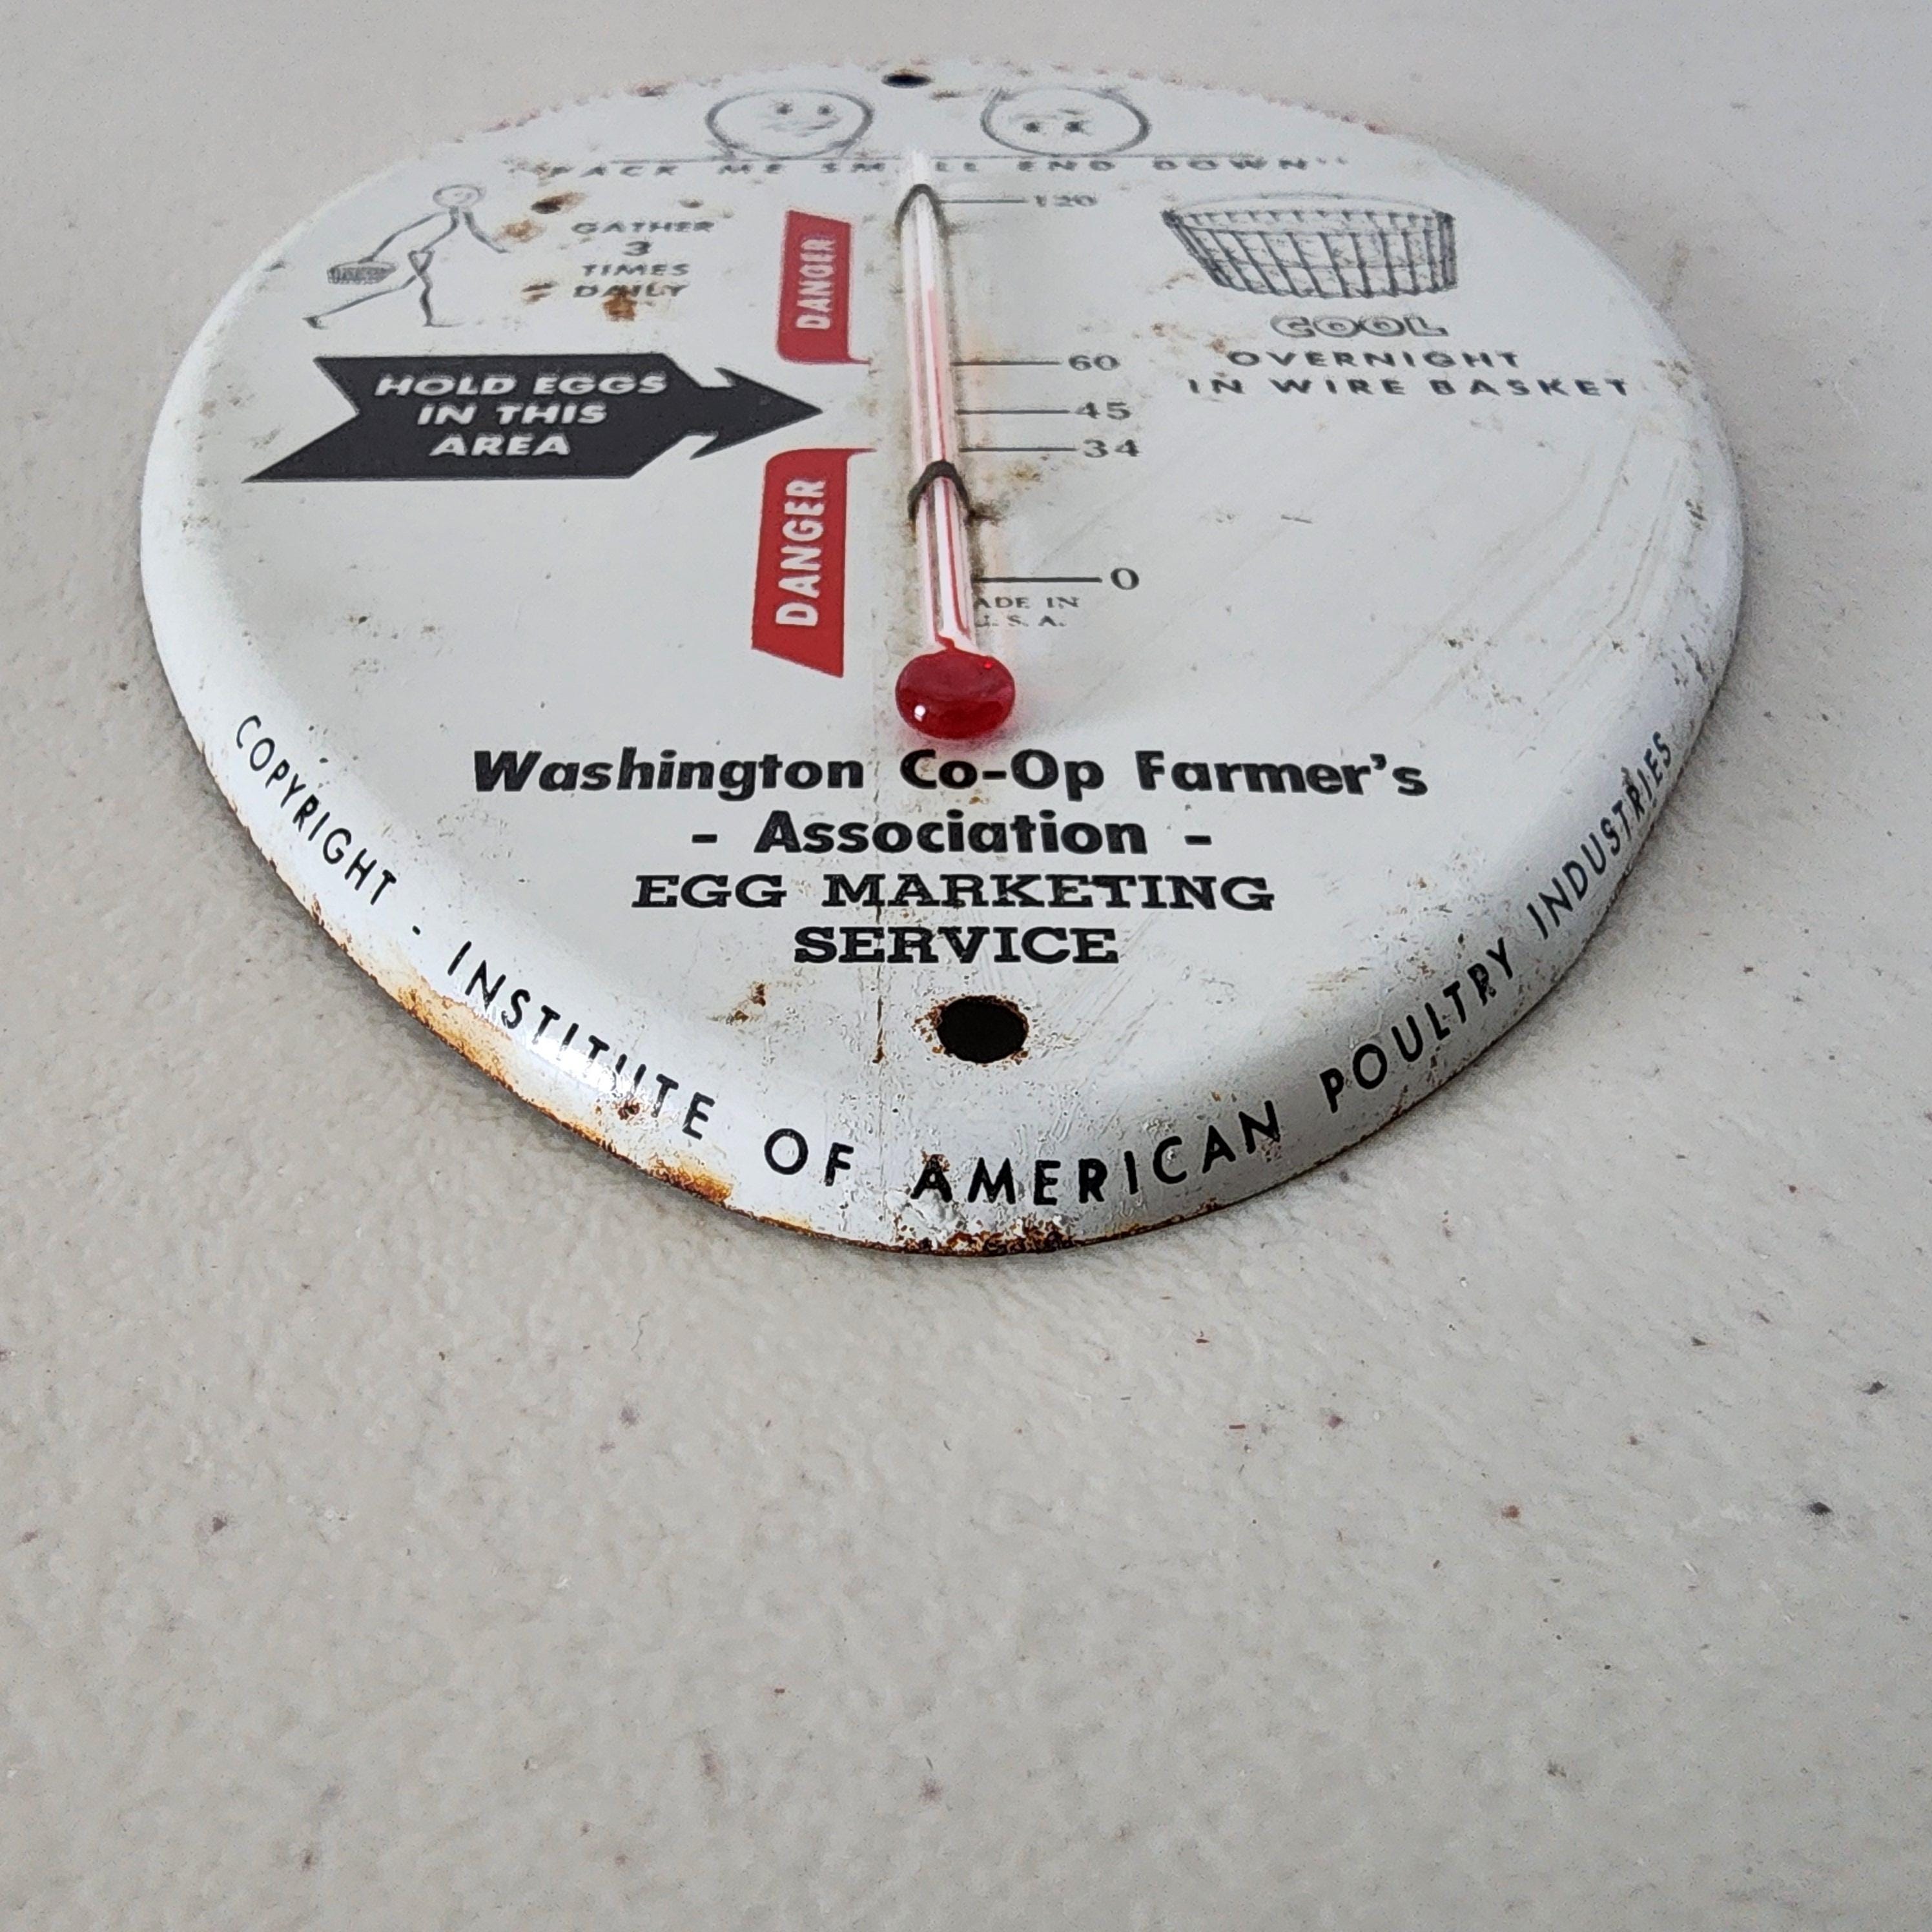 "PACK ME SMALL END DOWN"
GATHER
3
TIMES
DAILY
DANGER
120
60
45
34
0
COOL
OVERNIGHT
IN WIRE BASKET
HOLD EGGS
IN THIS
AREA
DANGER
ADE IN
U.S.A.
Washington Co-Op Farmer's
- Association -
EGG MARKETING
SERVICE
COPYRIGHT - INSTITUTE OF AMERICAN POULTRY INDUSTRIES